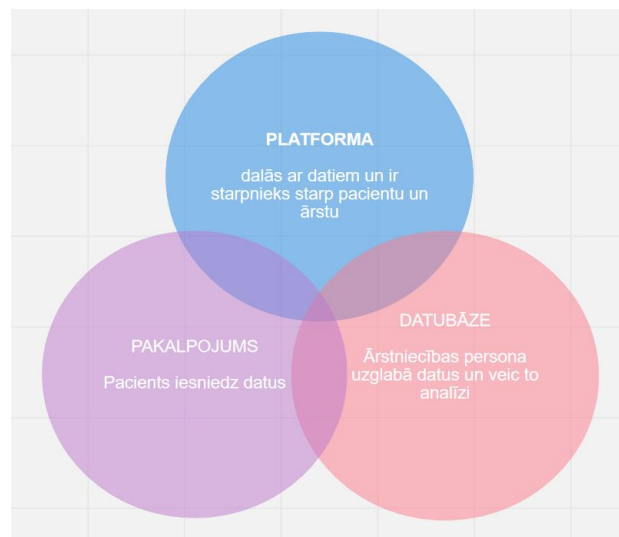 PLATFORMA
dalās ar datiem un ir
starpnieks starp pacientu un
ārstu
PAKALPOJUMS
Pacients iesniedz datus
DATUBĀZE
Ārstniecības persona
uzglabā datus un veic to
analīzi